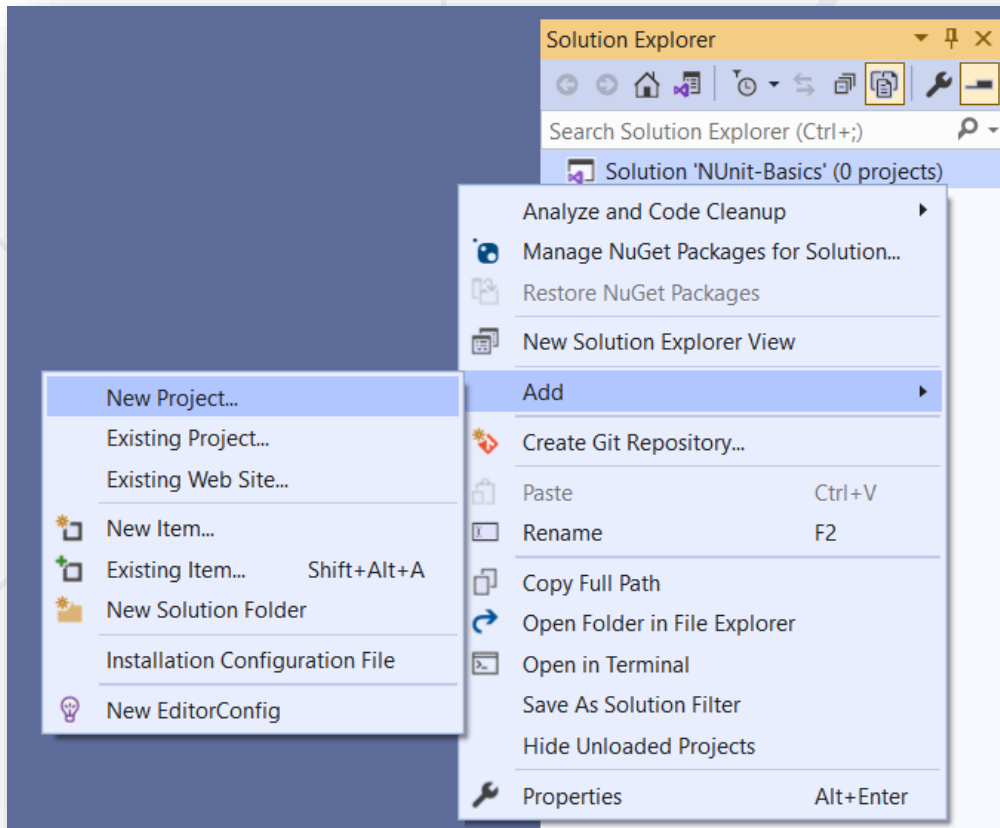 Solution Explorer
Search Solution Explorer (Ctrl+;)
Solution 'NUnit-Basics' (0 projects)
Analyze and Code Cleanup
Manage NuGet Packages for Solution...
Restore NuGet Packages
New Solution Explorer View
Add
Create Git Repository...
Paste Ctrl+V
Rename F2
Copy Full Path
Open Folder in File Explorer
Open in Terminal
Save As Solution Filter
Hide Unloaded Projects
Properties Alt+Enter
New Project...
Existing Project...
Existing Web Site...
New Item...
Existing Item... Shift+Alt+A
New Solution Folder
Installation Configuration File
New EditorConfig